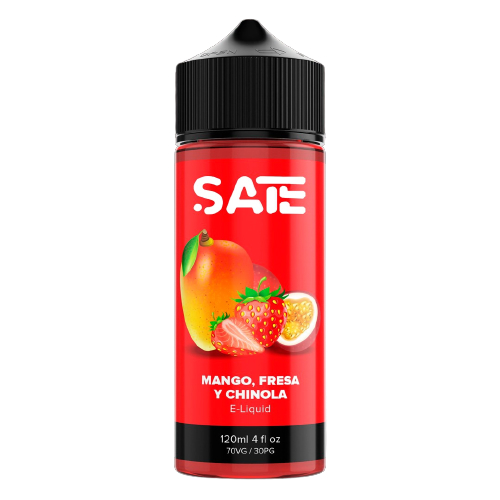 SATE
MANGO, FRESA
Y CHINOLA
E-Liquid
120ml 4 fl oz
70VG / 30PG